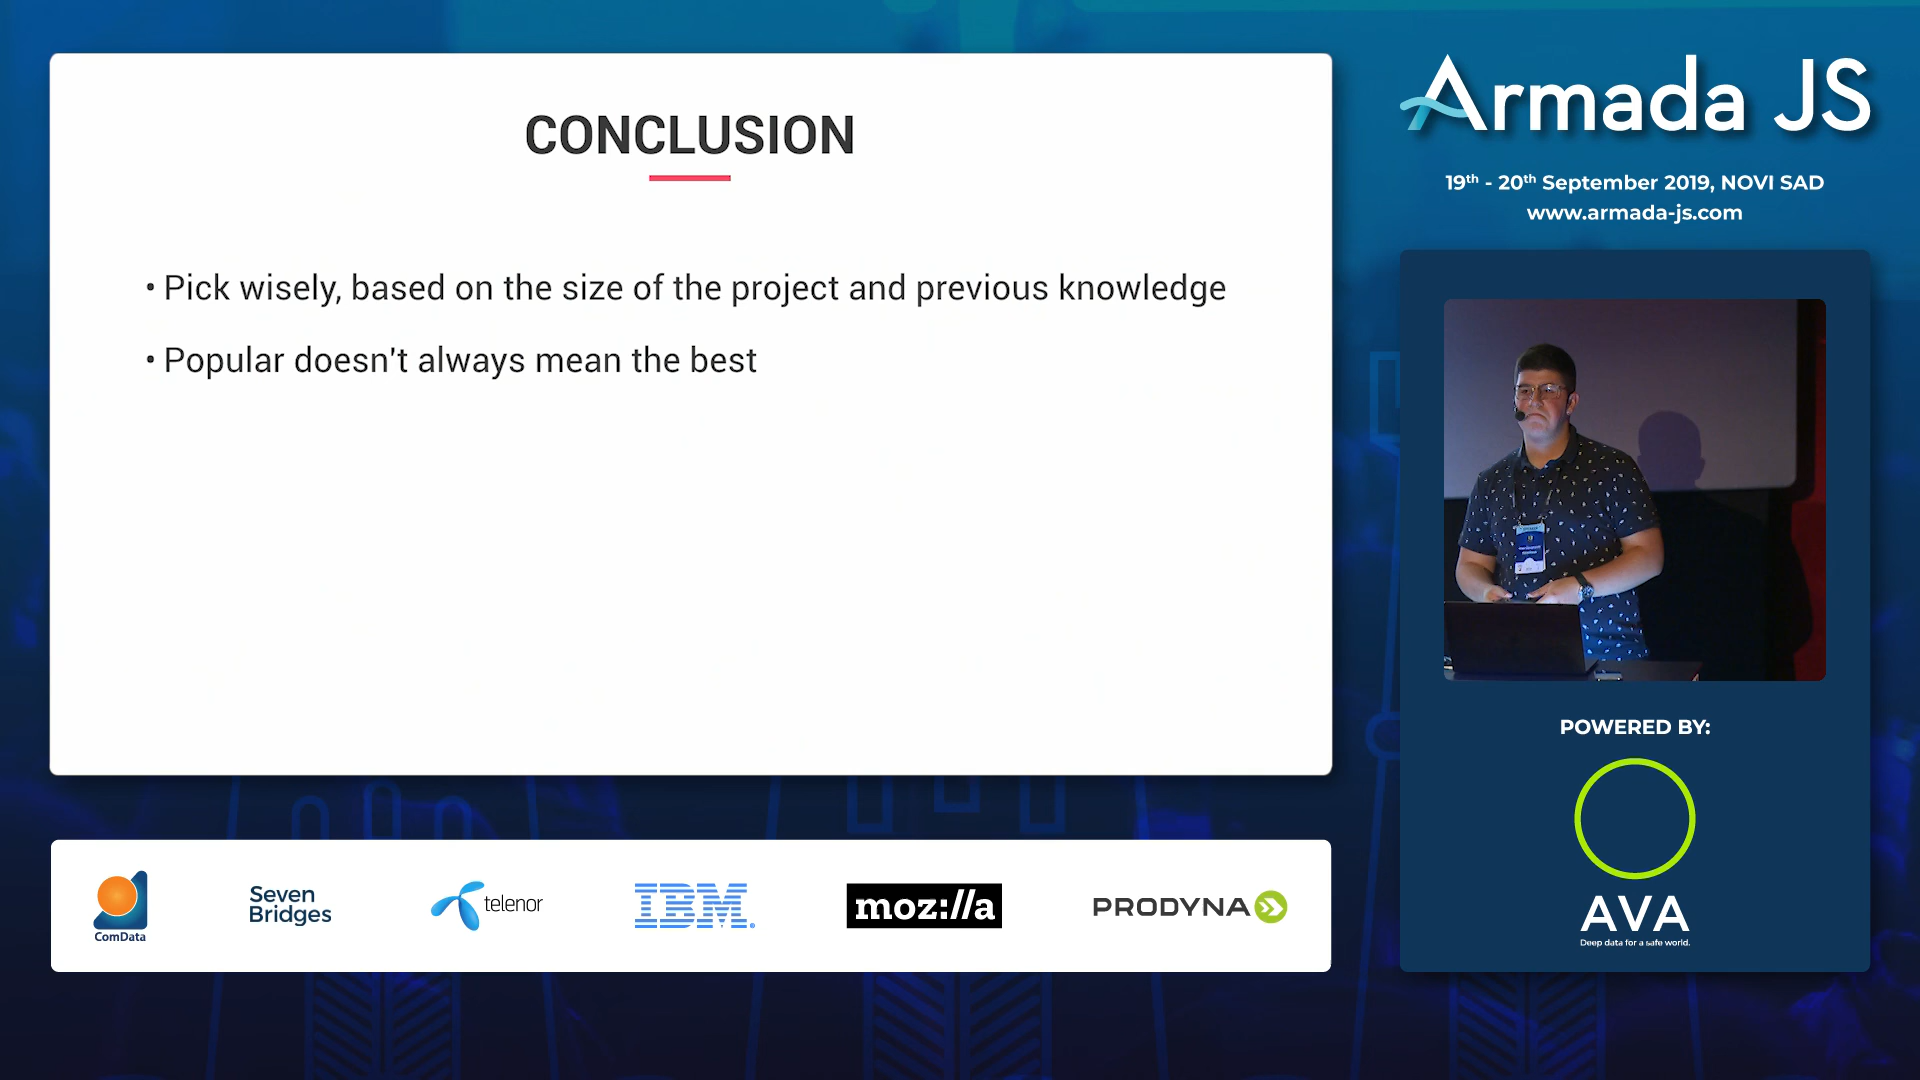 CONCLUSION
• Pick wisely, based on the size of the project and previous knowledge
• Popular doesn't always mean the best
Armada JS
19th - 20th September 2019, NOVI SAD
www.armada-js.com
POWERED BY:
AVA
Deep data for a safe world.
ComData
Seven
Bridges
telenor
IBM®
moz://a
PRODYNA